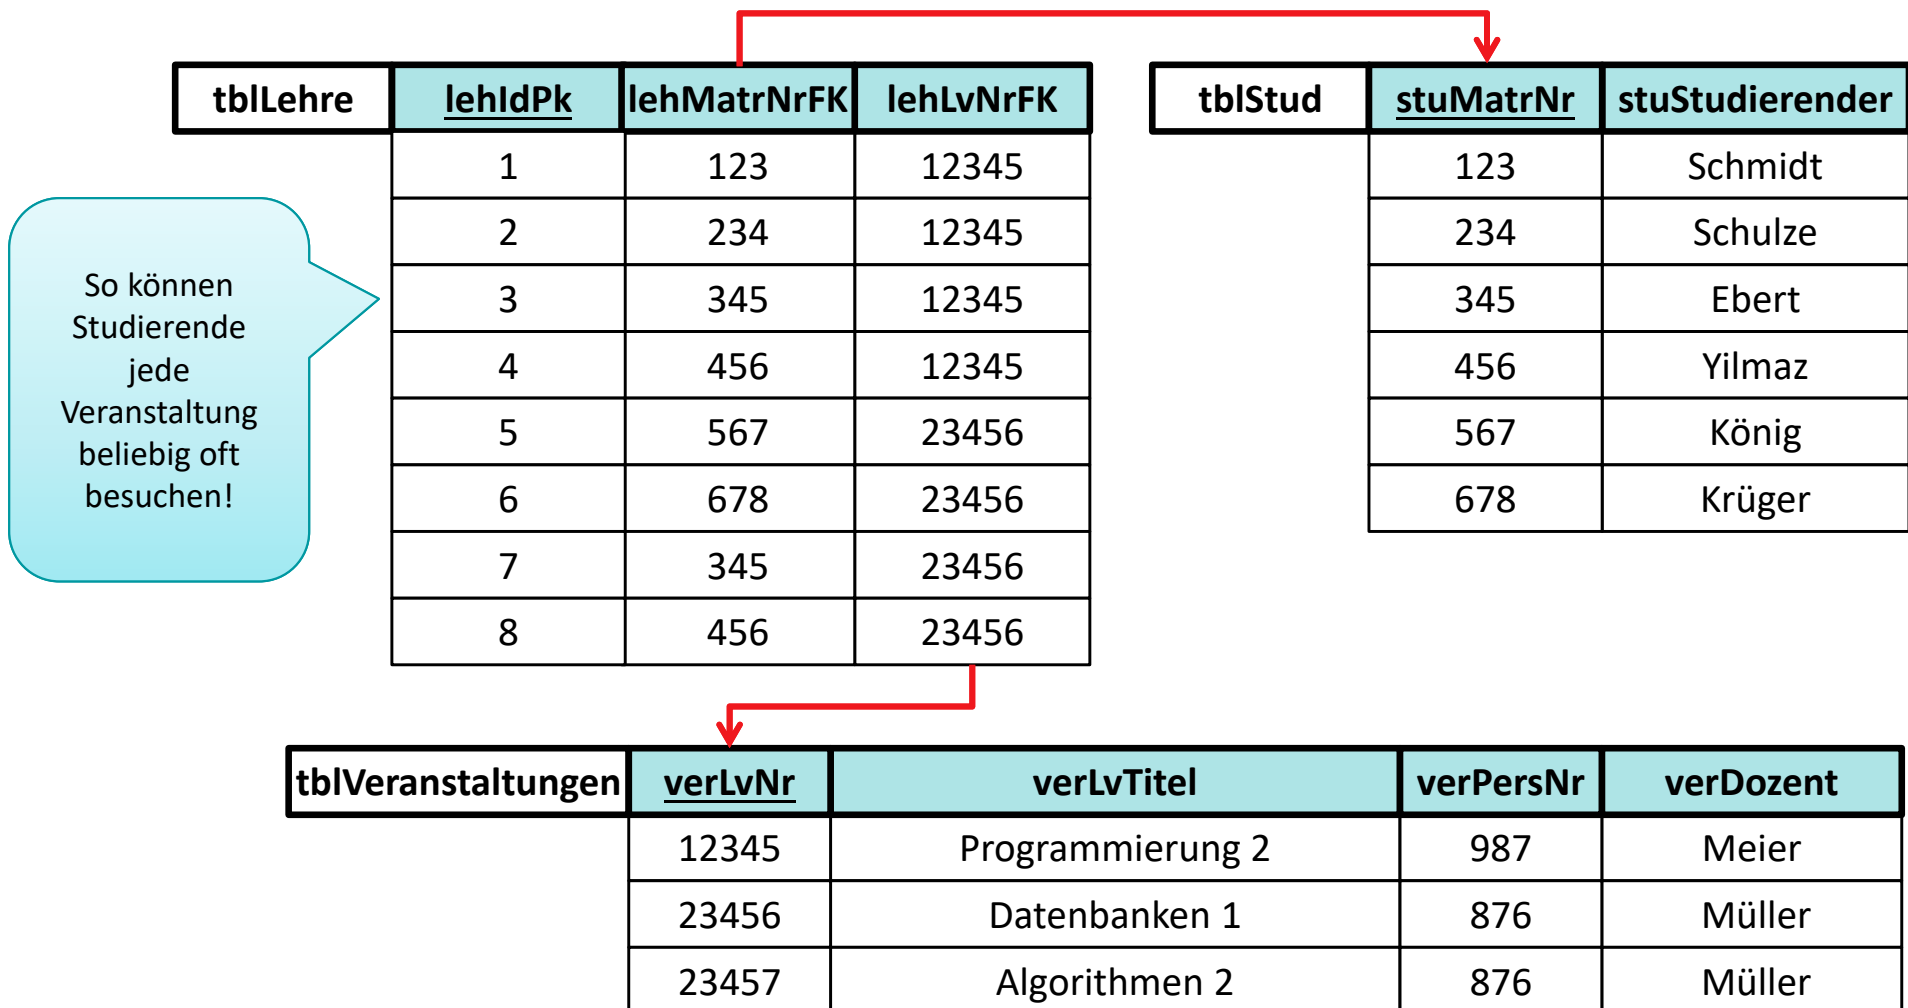 tblLehre lehIdPk lehMatrNrFK lehLvNrFK
1 123 12345
2 234 12345
3 345 12345
4 456 12345
5 567 23456
6 678 23456
7 345 23456
8 456 23456
So können
Studierende
jede
Veranstaltung
beliebig oft
besuchen!
tblStud stuMatrNr stuStudierender
123 Schmidt
234 Schulze
345 Ebert
456 Yilmaz
567 König
678 Krüger
tblVeranstaltungen verLvNr verLvTitel verPersNr verDozent
12345 Programmierung 2 987 Meier
23456 Datenbanken 1 876 Müller
23457 Algorithmen 2 876 Müller